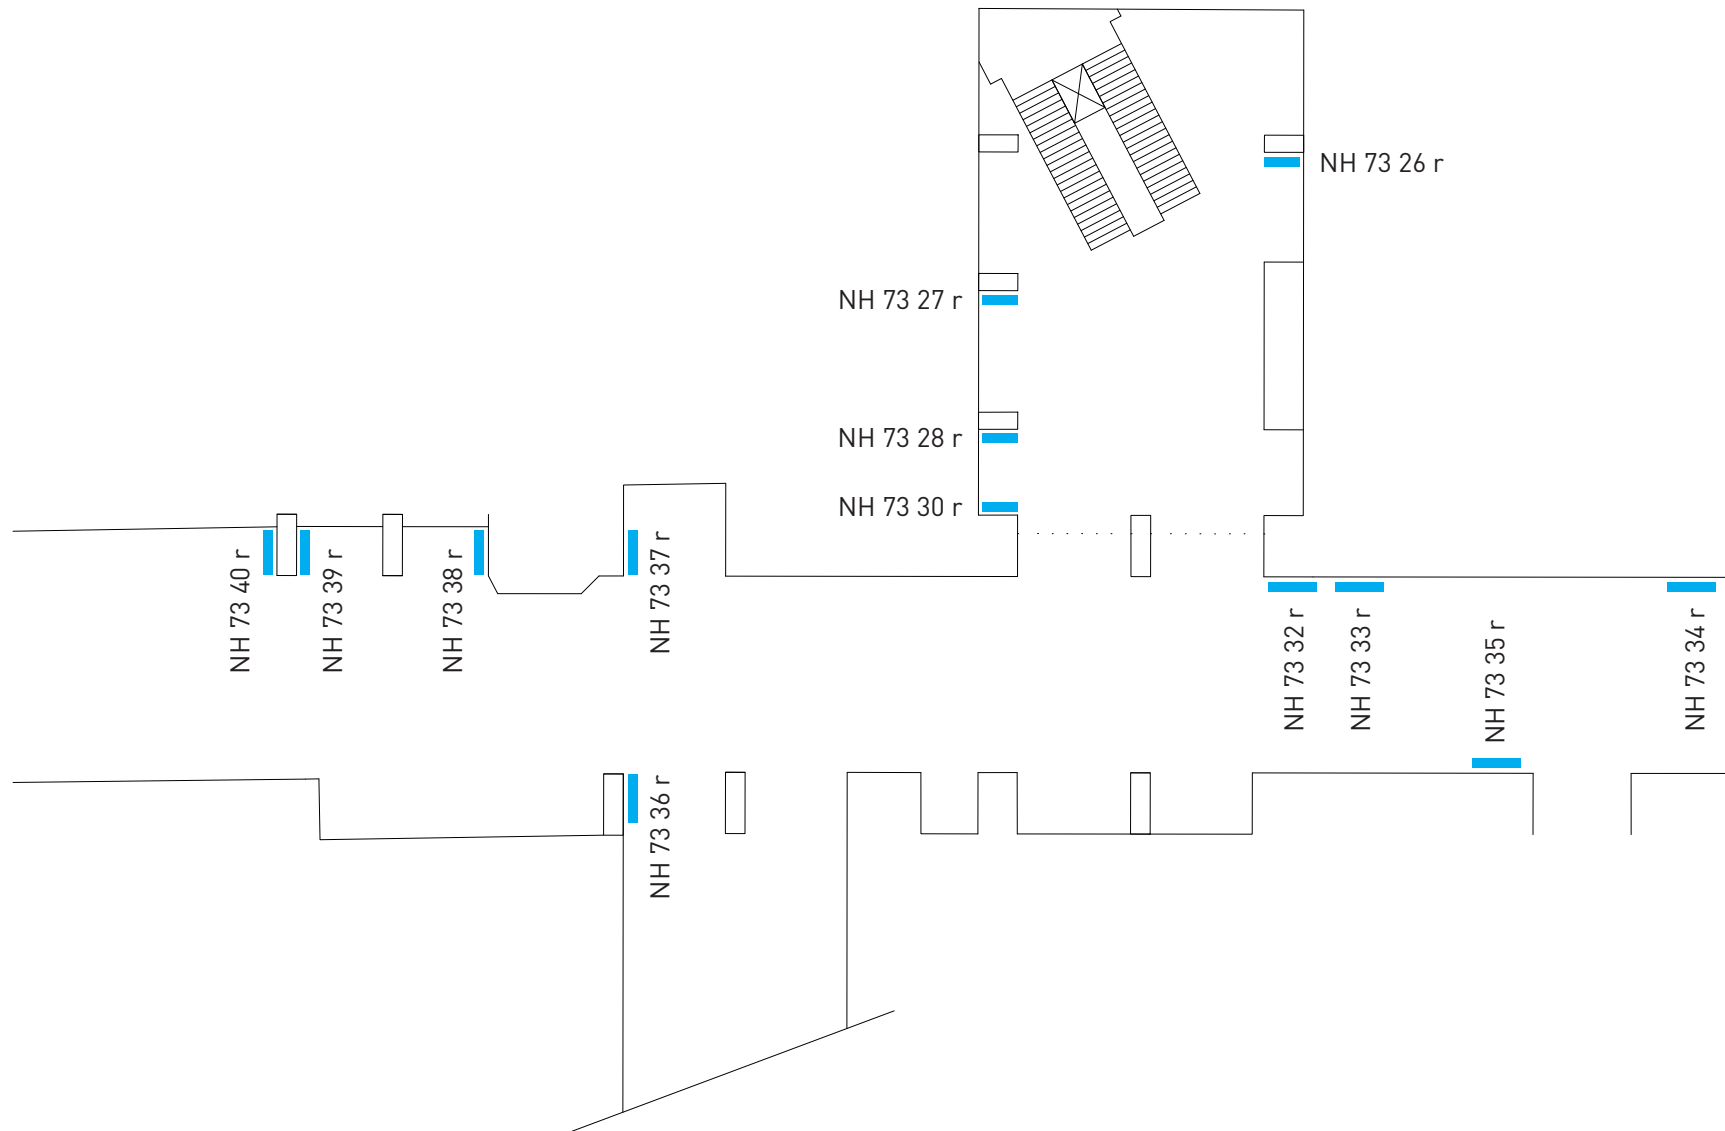 NH 73 26 r
NH 73 27 r
NH 73 28 r
NH 73 30 r
NH 73 40 r
NH 73 39 r
NH 73 38 r
NH 73 37 r
NH 73 32 r
NH 73 33 r
NH 73 35 r
NH 73 34 r
NH 73 36 r